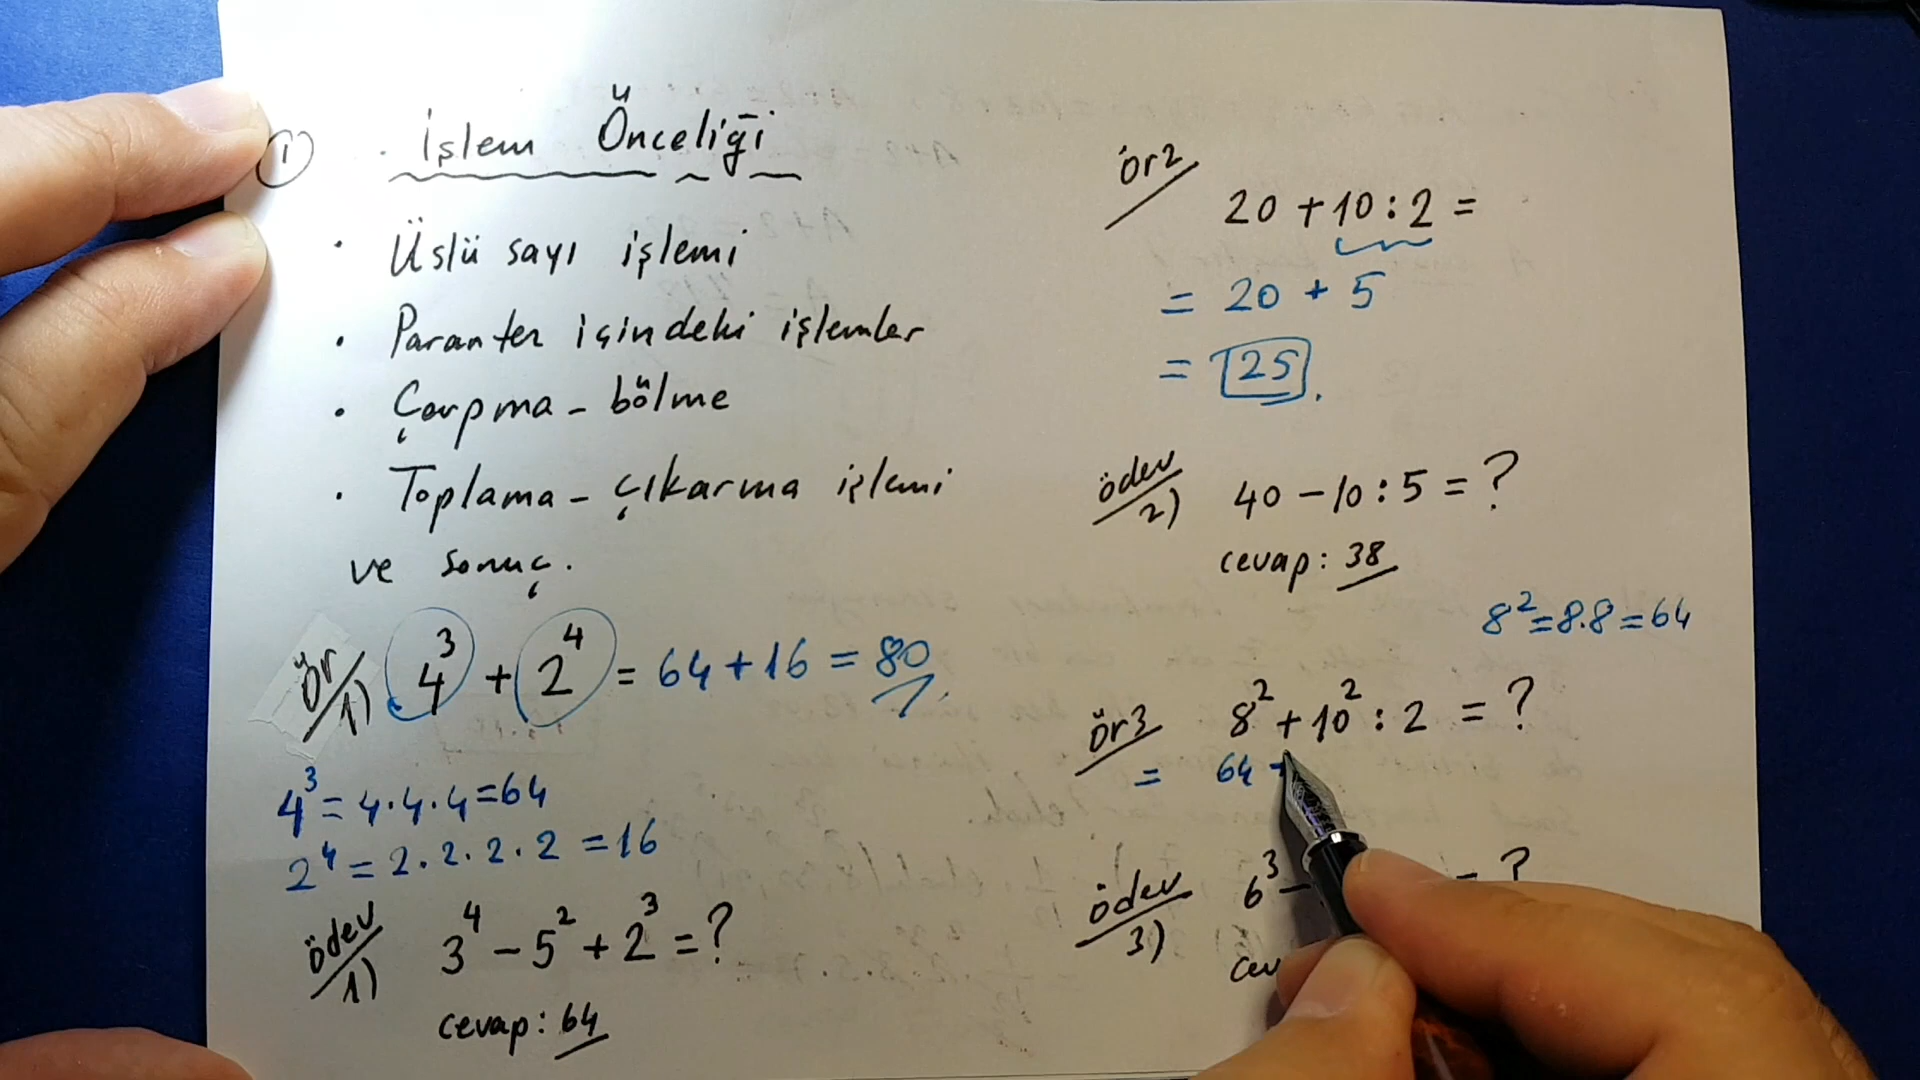 1
İşlem Önceliği
· Üslü sayı işlemi
· Parantez içindeki işlemler
· Çarpma - bölme
· Toplama - çıkarma işlemi
ve sonuç.
Ör 1) 4³ + 2⁴ = 64 + 16 = 80
4³ = 4.4.4 = 64
2⁴ = 2.2.2.2 = 16
ödev 1) 3⁴ - 5² + 2³ = ?
cevap: 64
ör2 20 + 10 : 2 =
= 20 + 5
= 25.
ödev 2) 40 - 10 : 5 = ?
cevap: 38
8² = 8.8 = 64
ör3 8² + 10² : 2 = ?
= 64 +
ödev 3) 6³ - = ?